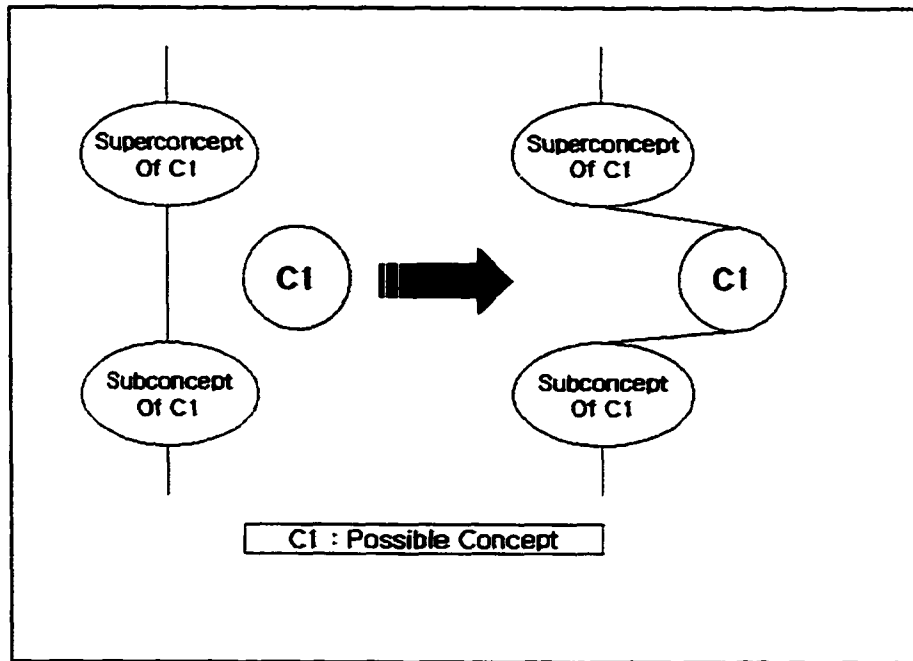 Superconcept
Of C1
Superconcept
Of C1
C1
C1
Subconcept
Of C1
Subconcept
Of C1
C1 : Possible Concept